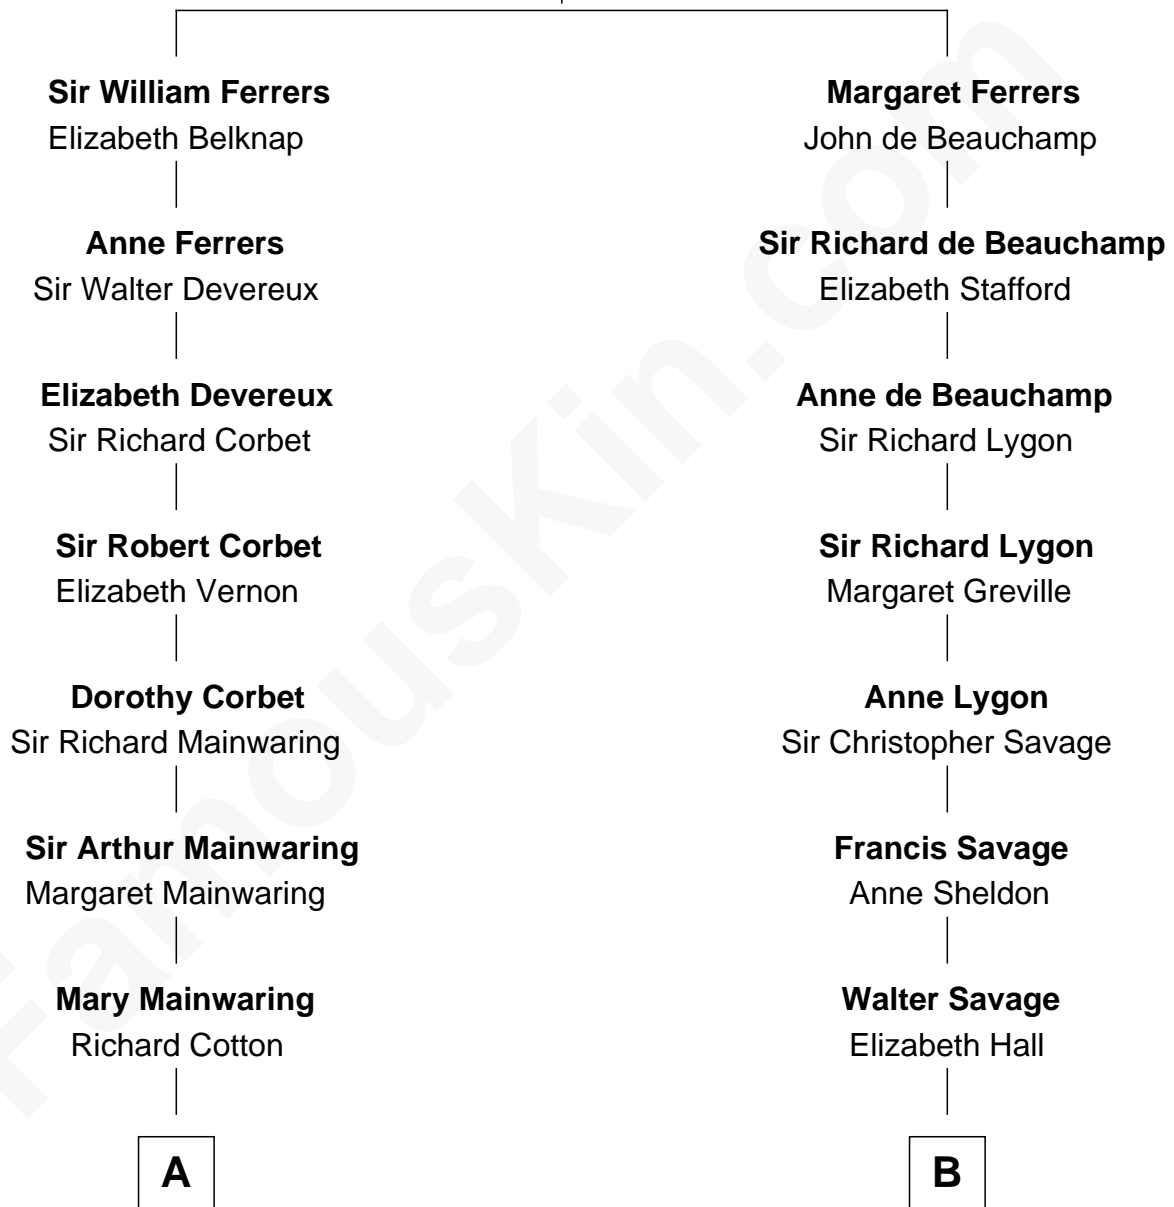 Sir William Ferrers
Elizabeth Belknap
Anne Ferrers
Sir Walter Devereux
Elizabeth Devereux
Sir Richard Corbet
Sir Robert Corbet
Elizabeth Vernon
Dorothy Corbet
Sir Richard Mainwaring
Sir Arthur Mainwaring
Margaret Mainwaring
Mary Mainwaring
Richard Cotton
A
Margaret Ferrers
John de Beauchamp
Sir Richard de Beauchamp
Elizabeth Stafford
Anne de Beauchamp
Sir Richard Lygon
Sir Richard Lygon
Margaret Greville
Anne Lygon
Sir Christopher Savage
Francis Savage
Anne Sheldon
Walter Savage
Elizabeth Hall
B
FamousKin.com